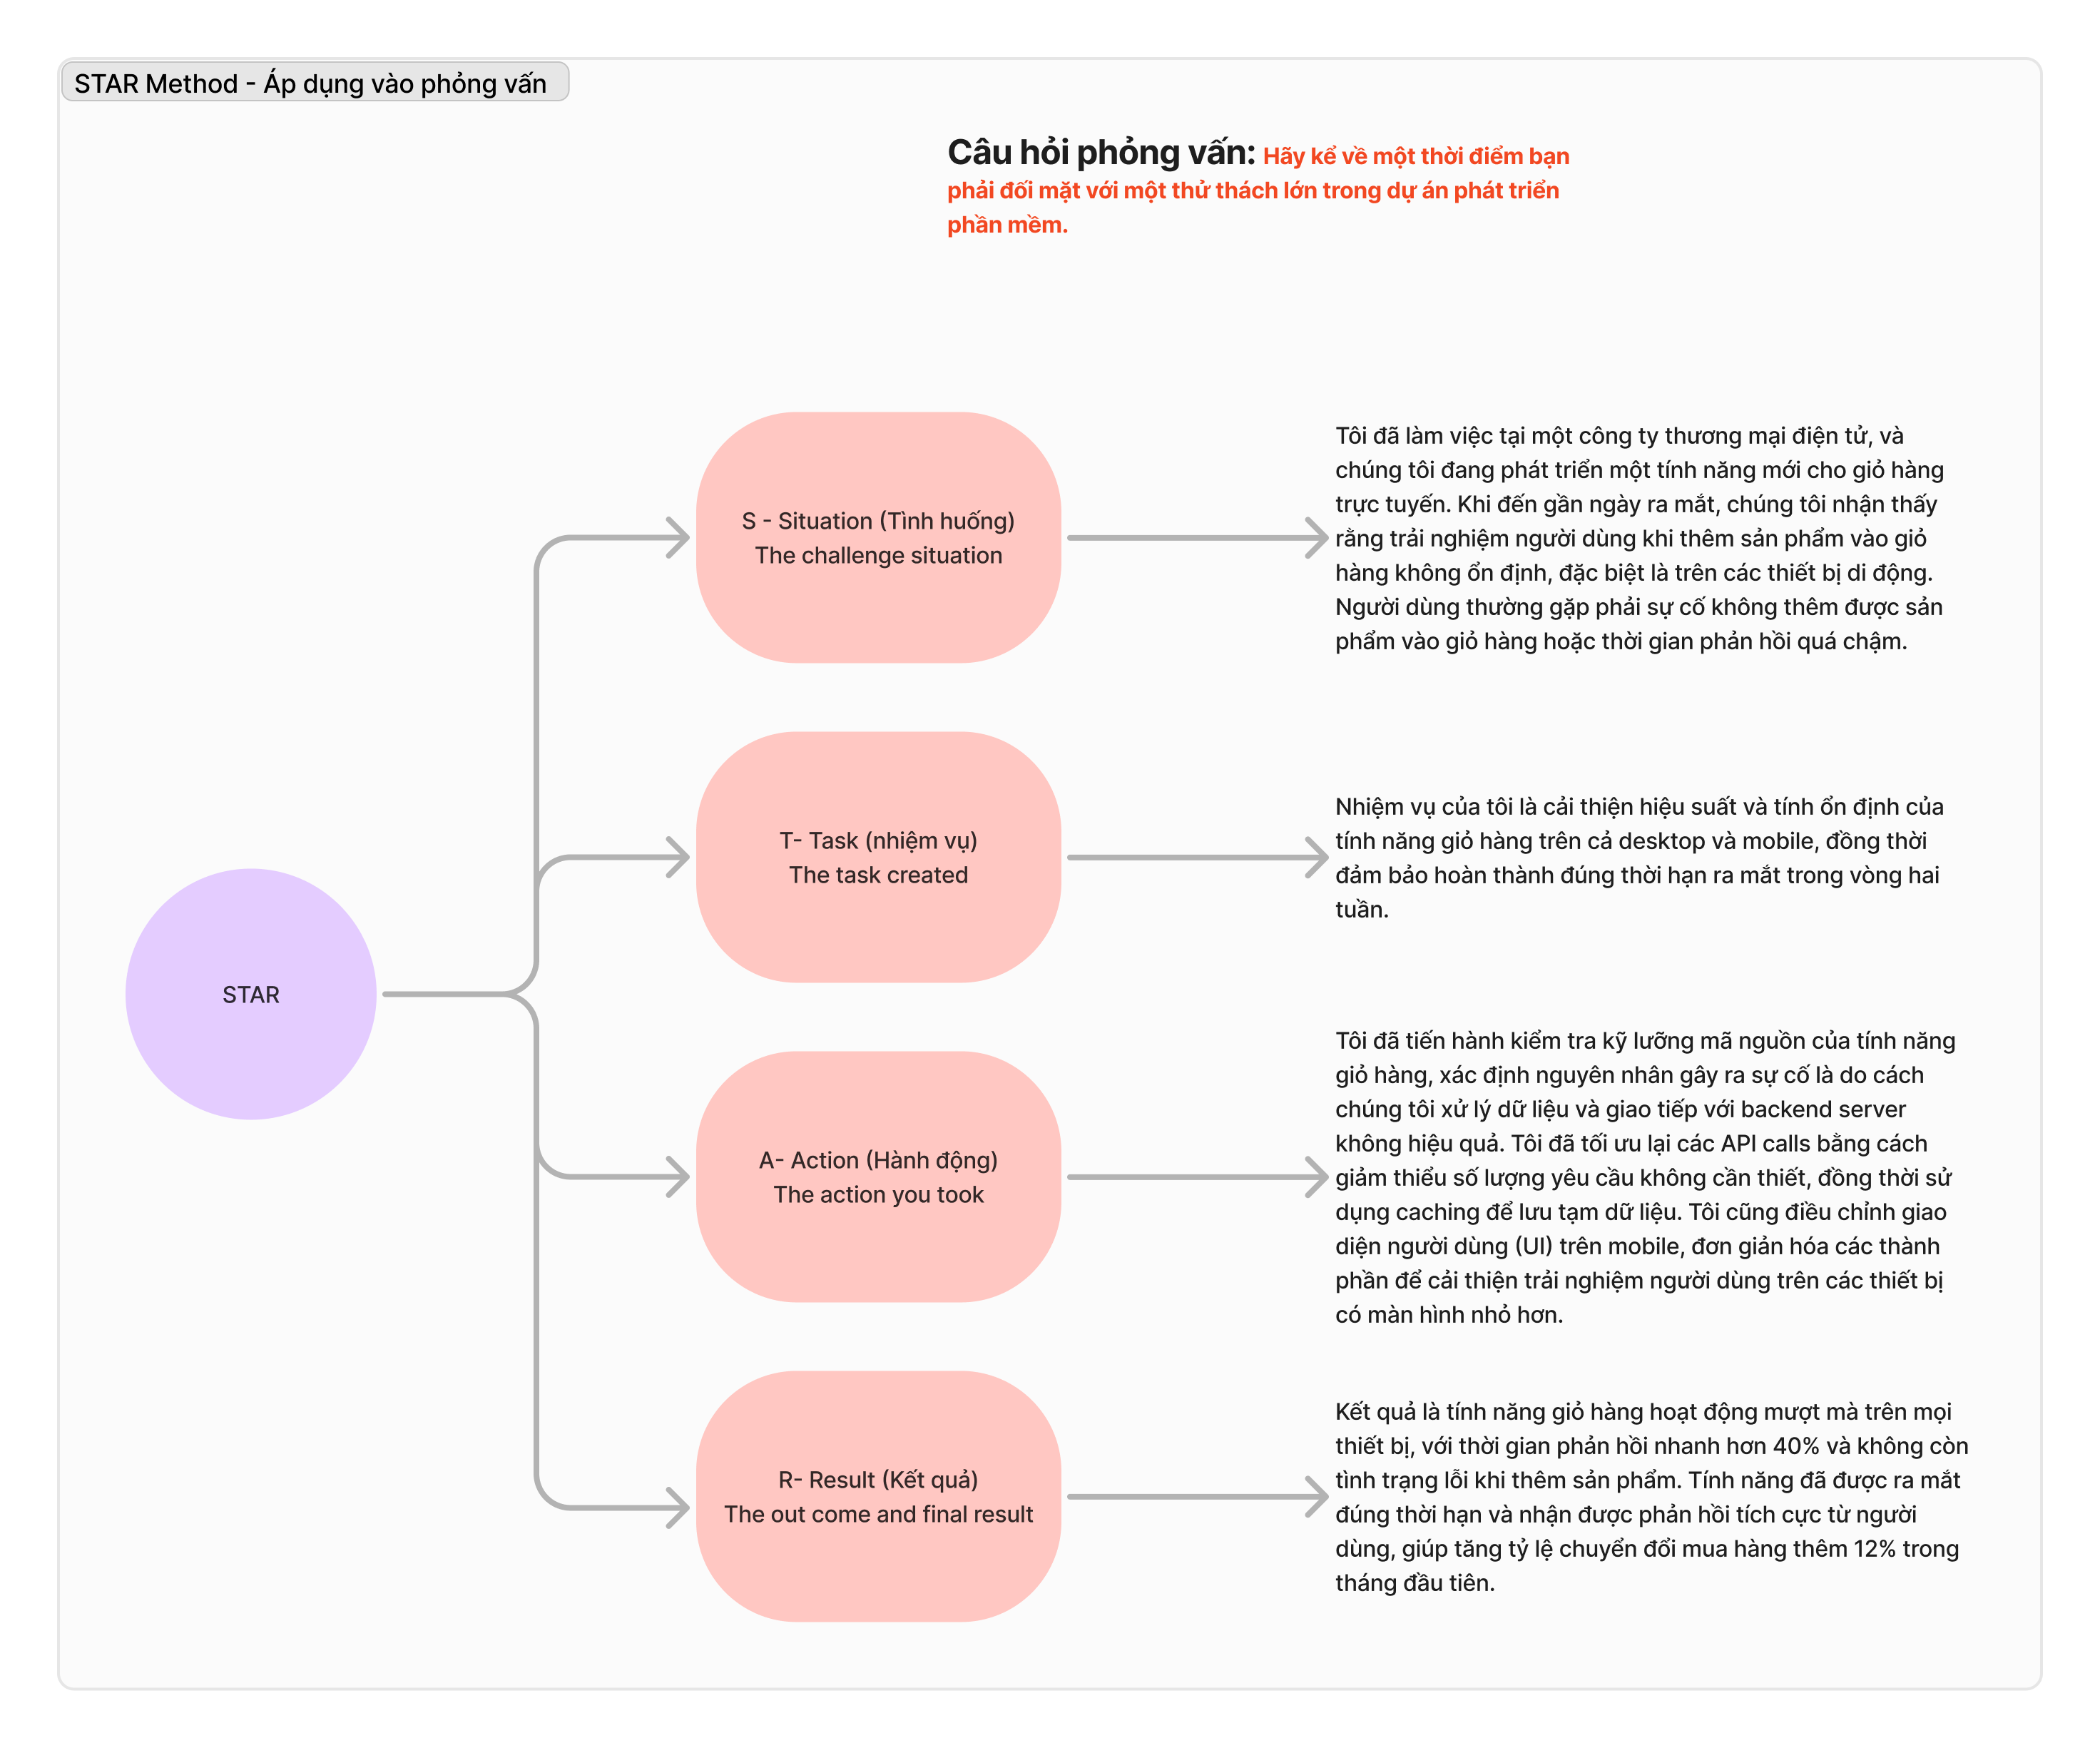 STAR Method - Áp dụng vào phỏng vấn
Câu hỏi phỏng vấn: Hãy kể về một thời điểm bạn
phải đối mặt với một thử thách lớn trong dự án phát triển
phần mềm.
STAR
S - Situation (Tình huống)
The challenge situation
Tôi đã làm việc tại một công ty thương mại điện tử, và
chúng tôi đang phát triển một tính năng mới cho giỏ hàng
trực tuyến. Khi đến gần ngày ra mắt, chúng tôi nhận thấy
rằng trải nghiệm người dùng khi thêm sản phẩm vào giỏ
hàng không ổn định, đặc biệt là trên các thiết bị di động.
Người dùng thường gặp phải sự cố không thêm được sản
phẩm vào giỏ hàng hoặc thời gian phản hồi quá chậm.
T- Task (nhiệm vụ)
The task created
Nhiệm vụ của tôi là cải thiện hiệu suất và tính ổn định của
tính năng giỏ hàng trên cả desktop và mobile, đồng thời
đảm bảo hoàn thành đúng thời hạn ra mắt trong vòng hai
tuần.
A- Action (Hành động)
The action you took
Tôi đã tiến hành kiểm tra kỹ lưỡng mã nguồn của tính năng
giỏ hàng, xác định nguyên nhân gây ra sự cố là do cách
chúng tôi xử lý dữ liệu và giao tiếp với backend server
không hiệu quả. Tôi đã tối ưu lại các API calls bằng cách
giảm thiểu số lượng yêu cầu không cần thiết, đồng thời sử
dụng caching để lưu tạm dữ liệu. Tôi cũng điều chỉnh giao
diện người dùng (UI) trên mobile, đơn giản hóa các thành
phần để cải thiện trải nghiệm người dùng trên các thiết bị
có màn hình nhỏ hơn.
R- Result (Kết quả)
The out come and final result
Kết quả là tính năng giỏ hàng hoạt động mượt mà trên mọi
thiết bị, với thời gian phản hồi nhanh hơn 40% và không còn
tình trạng lỗi khi thêm sản phẩm. Tính năng đã được ra mắt
đúng thời hạn và nhận được phản hồi tích cực từ người
dùng, giúp tăng tỷ lệ chuyển đổi mua hàng thêm 12% trong
tháng đầu tiên.